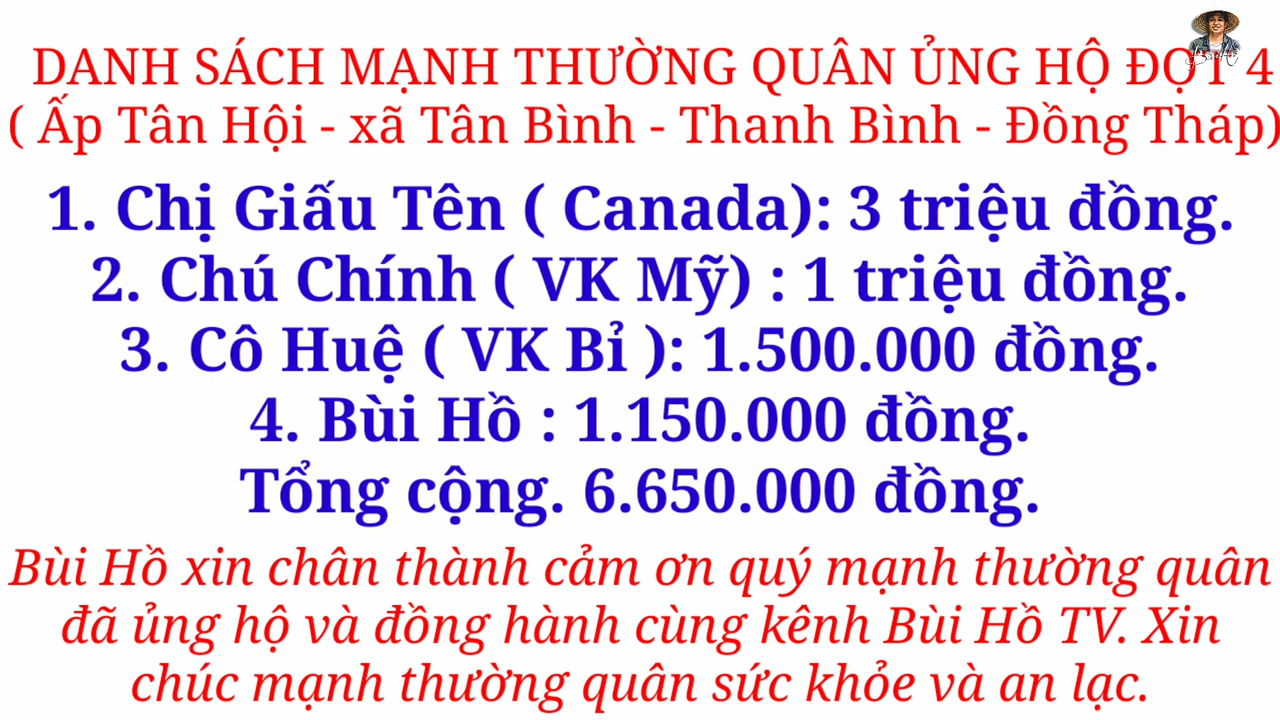 DANH SÁCH MẠNH THƯỜNG QUÂN ỦNG HỘ ĐỢT 4
( Ấp Tân Hội - xã Tân Bình - Thanh Bình - Đồng Tháp)
1. Chị Giấu Tên ( Canada): 3 triệu đồng.
2. Chú Chính ( VK Mỹ) : 1 triệu đồng.
3. Cô Huệ ( VK Bỉ ): 1.500.000 đồng.
4. Bùi Hồ : 1.150.000 đồng.
Tổng cộng. 6.650.000 đồng.
Bùi Hồ xin chân thành cảm ơn quý mạnh thường quân
đã ủng hộ và đồng hành cùng kênh Bùi Hồ TV. Xin
chúc mạnh thường quân sức khỏe và an lạc.